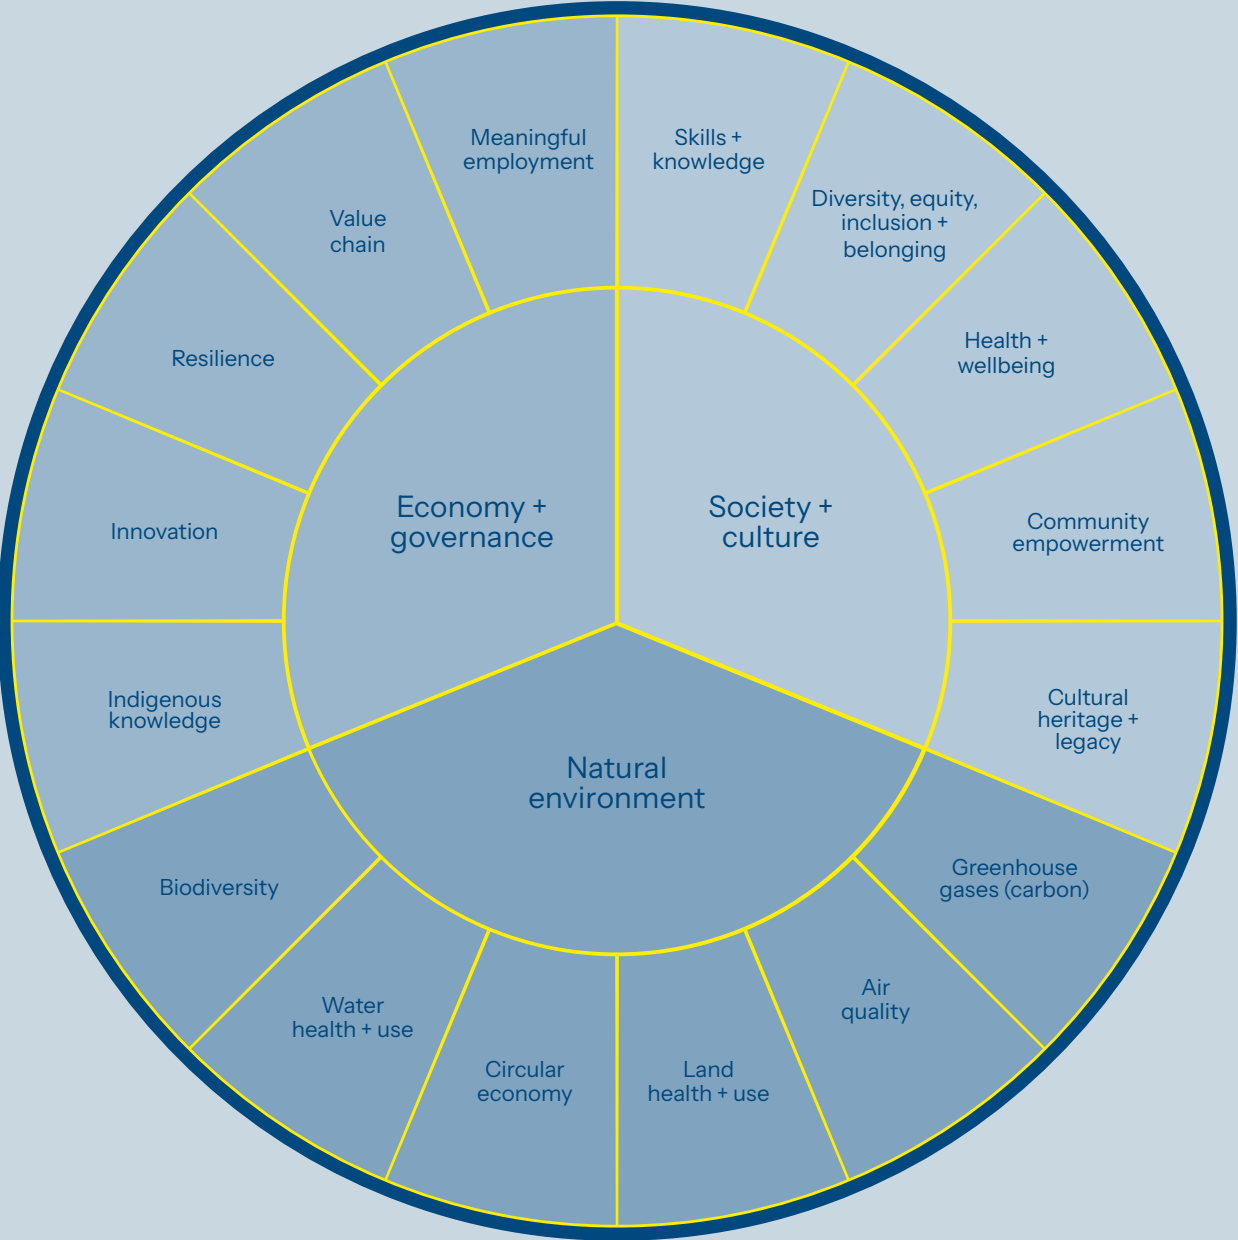 Meaningful
employment
Skills +
knowledge
Diversity, equity,
inclusion +
belonging
Health +
wellbeing
Community
empowerment
Cultural
heritage +
legacy
Greenhouse
gases (carbon)
Air
quality
Land
health + use
Circular
economy
Water
health + use
Biodiversity
Indigenous
knowledge
Innovation
Resilience
Value
chain
Economy +
governance
Society +
culture
Natural
environment